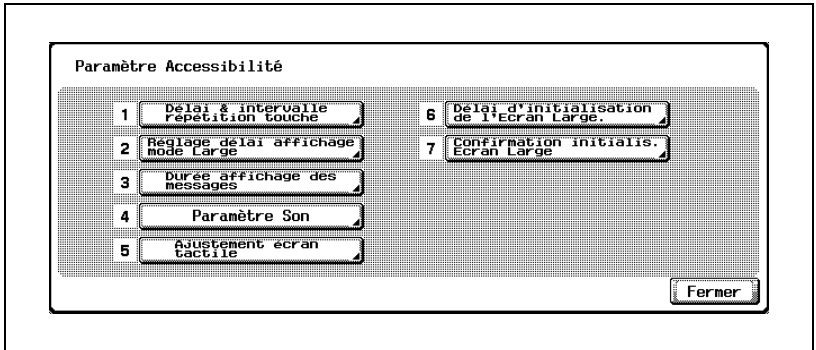 Paramètre Accessibilité
1 Délai & intervalle
répétition touche
2 Réglage délai affichage
mode Large
3 Durée affichage des
messages
4 Paramètre Son
5 Ajustement écran
tactile
6 Délai d'initialisation
de l'Ecran Large.
7 Confirmation initialis.
Ecran Large
Fermer